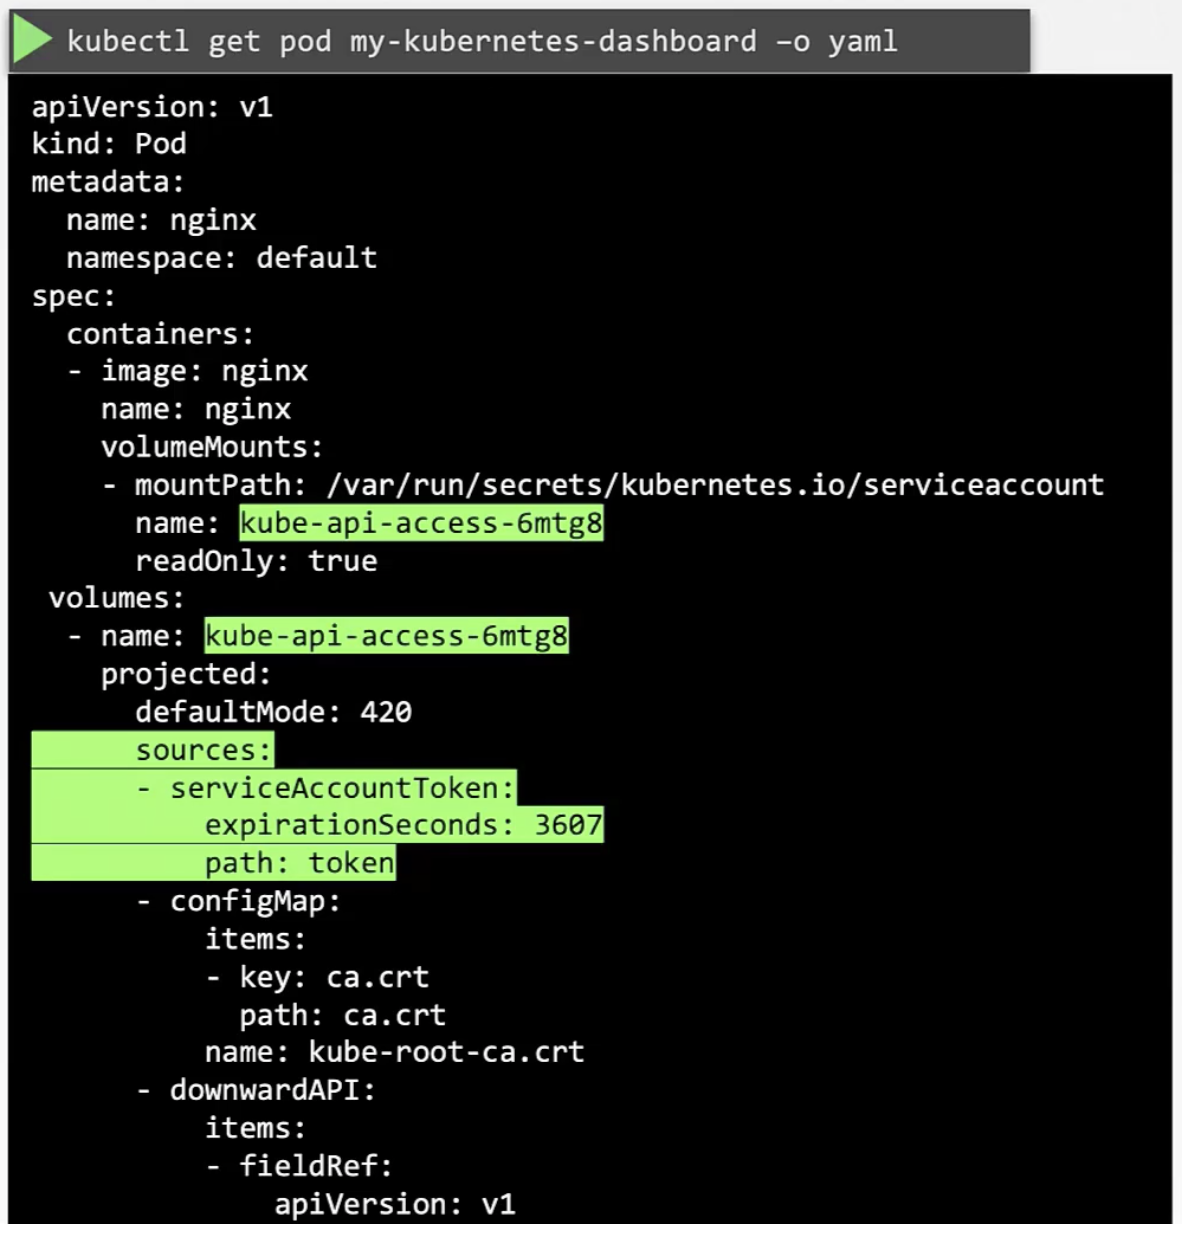 kubectl get pod my-kubernetes-dashboard –o yaml
apiVersion: v1
kind: Pod
metadata:
  name: nginx
  namespace: default
spec:
  containers:
  - image: nginx
    name: nginx
    volumeMounts:
    - mountPath: /var/run/secrets/kubernetes.io/serviceaccount
      name: kube-api-access-6mtg8
      readOnly: true
 volumes:
  - name: kube-api-access-6mtg8
    projected:
      defaultMode: 420
      sources:
      - serviceAccountToken:
          expirationSeconds: 3607
          path: token
      - configMap:
          items:
          - key: ca.crt
            path: ca.crt
          name: kube-root-ca.crt
      - downwardAPI:
          items:
          - fieldRef:
              apiVersion: v1